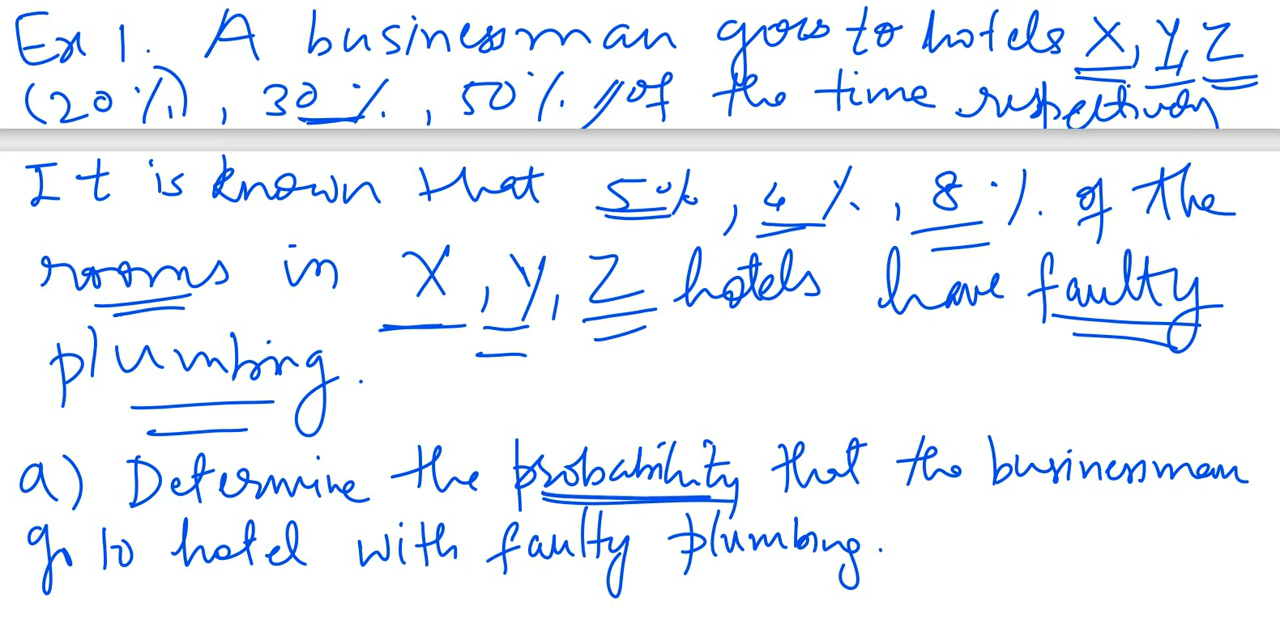 Ex 1. A businessman goes to hotels X, Y, Z
(20%), 30%, 50% of the time respectively
It is known that 5%, 4%, 8%. of the
rooms in X, Y, Z hotels have faulty
plumbing.
a) Determine the probability that the businessman
go to hotel with faulty plumbing.